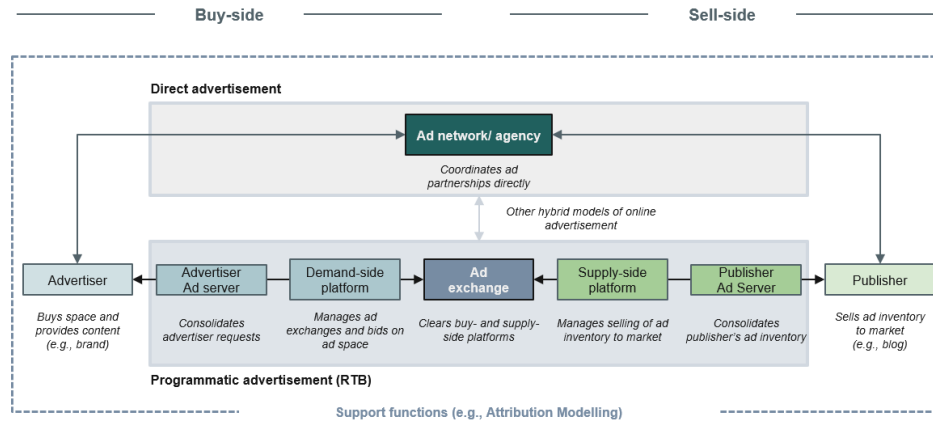 Buy-side
Sell-side
Direct advertisement
Ad network/ agency
Coordinates ad
partnerships directly
Other hybrid models of online
advertisement
Advertiser
Advertiser
Ad server
Demand-side
platform
Ad
exchange
Supply-side
platform
Publisher
Ad Server
Publisher
Buys space and
provides content
(e.g., brand)
Consolidates
advertiser requests
Manages ad
exchanges and bids on
ad space
Clears buy- and supply-
side platforms
Manages selling of ad
inventory to market
Consolidates
publisher's ad inventory
Sells ad inventory
to market
(e.g., blog)
Programmatic advertisement (RTB)
Support functions (e.g., Attribution Modelling)